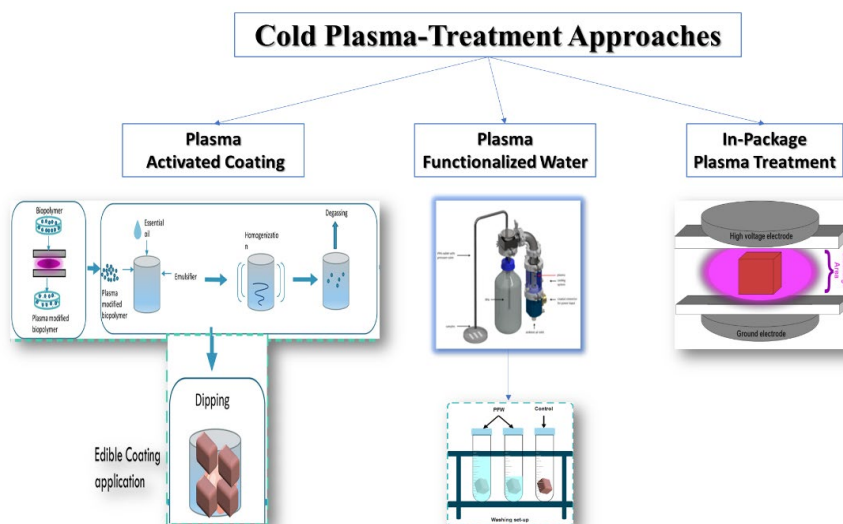 Cold Plasma-Treatment Approaches
Plasma
Activated Coating
Plasma
Functionalized Water
In-Package
Plasma Treatment
Biopolymer
Plasma modified
biopolymer
Essential
oil
Plasma
modified
biopolymer
Emulsifier
Homogenizatio
n
Degassing
Dipping
Edible Coating
application
PFW
Control
Washing set-up
High voltage electrode
Area
Ground electrode